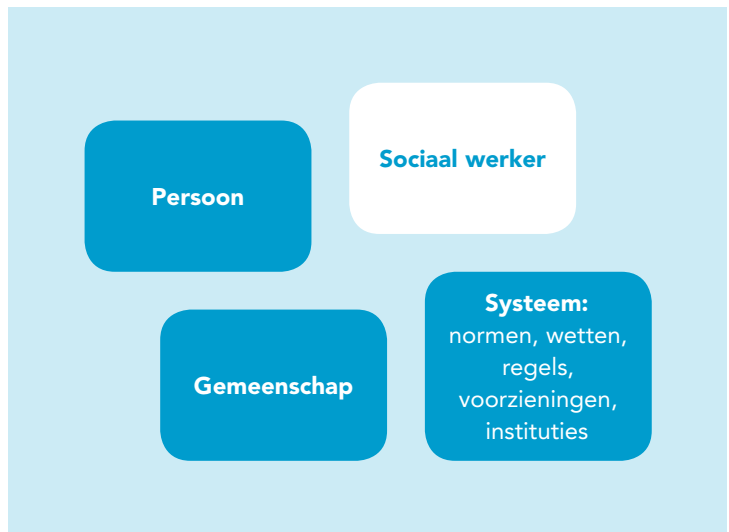 Persoon
Sociaal werker
Gemeenschap
Systeem:
normen, wetten,
regels,
voorzieningen,
instituties